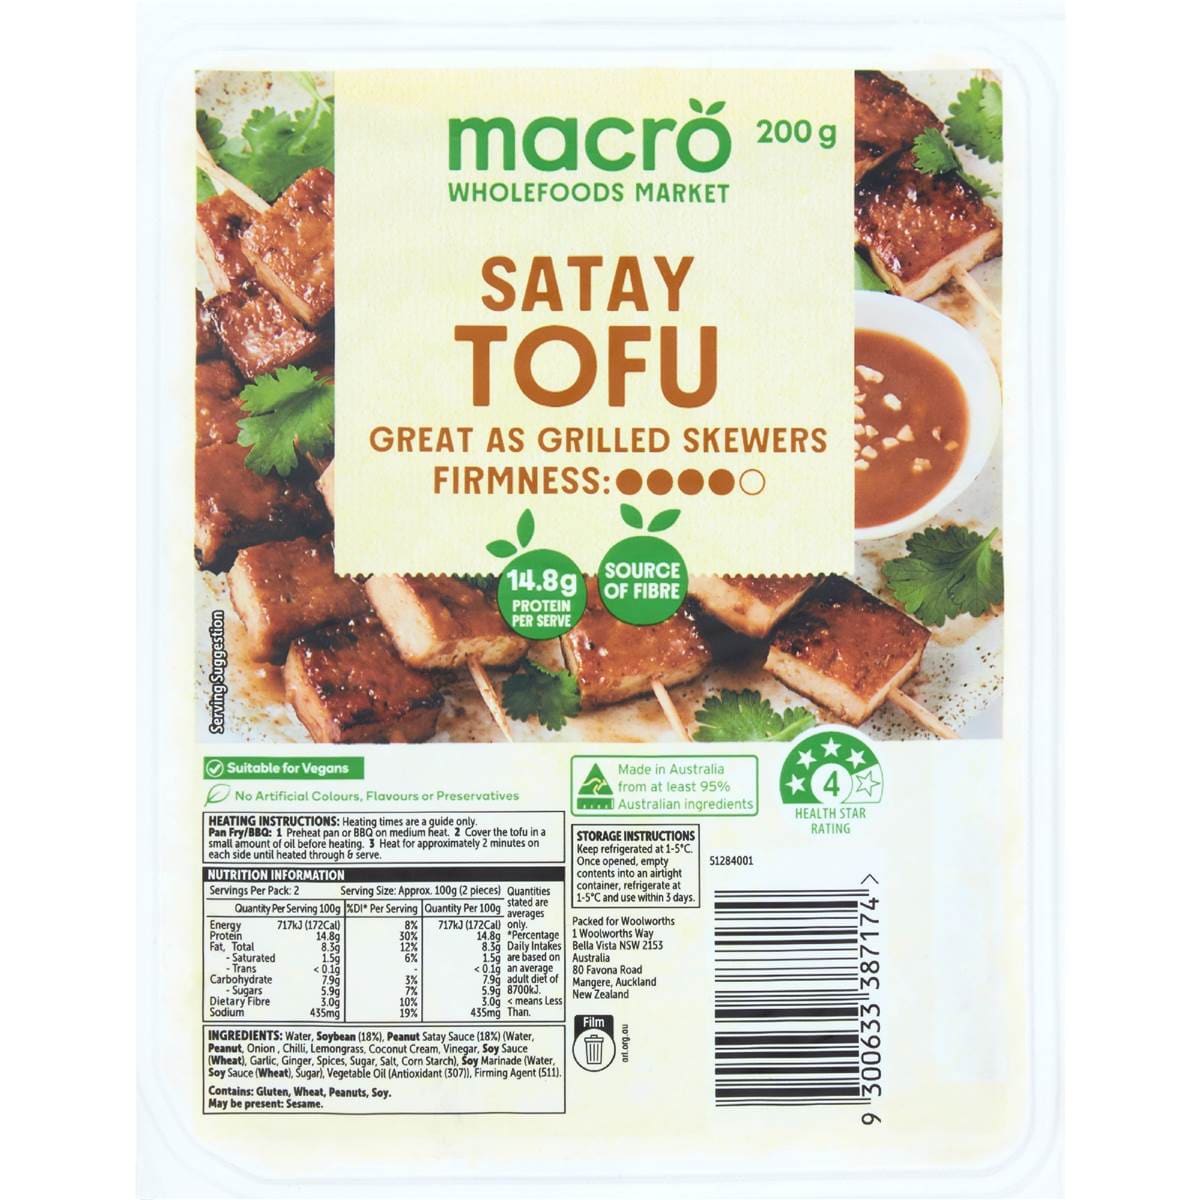 macro
WHOLEFOODS MARKET
200 g
SATAY
TOFU
GREAT AS GRILLED SKEWERS
FIRMNESS:
14.8g
PROTEIN
PER SERVE
SOURCE
OF FIBRE
Serving Suggestion
Suitable for Vegans
No Artificial Colours, Flavours or Preservatives
Made in Australia
from at least 95%
Australian ingredients
4
HEALTH STAR
RATING
HEATING INSTRUCTIONS: Heating times are a guide only.
Pan Fry/BBQ: 1 Preheat pan or BBQ on medium heat. 2 Cover the tofu in a
small amount of oil before heating. 3 Heat for approximately 2 minutes on
each side until heated through & serve.
STORAGE INSTRUCTIONS
Keep refrigerated at 1-5°C.
Once opened, empty
contents into an airtight
container, refrigerate at
1-5°C and use within 3 days.
51284001
NUTRITION INFORMATION
Servings Per Pack: 2 Serving Size: Approx. 100g (2 pieces)
Quantity Per Serving 100g %DI* Per Serving Quantity Per 100g
Energy 717kJ (172Cal) 8% 717kJ (172Cal)
Protein 14.8g 30% 14.8g
Fat, Total 8.3g 12% 8.3g
- Saturated 1.5g 6% 1.5g
- Trans < 0.1g - < 0.1g
Carbohydrate 7.9g 3% 7.9g
- Sugars 5.9g 7% 5.9g
Dietary Fibre 3.0g 10% 3.0g
Sodium 435mg 19% 435mg
Quantities
stated are
averages
only.
*Percentage
Daily Intakes
are based on
an average
adult diet of
8700kJ.
< means Less
Than.
Packed for Woolworths
1 Woolworths Way
Bella Vista NSW 2153
Australia
80 Favona Road
Mangere, Auckland
New Zealand
Film
arl.org.au
INGREDIENTS: Water, Soybean (18%), Peanut Satay Sauce (18%) (Water,
Peanut, Onion , Chilli, Lemongrass, Coconut Cream, Vinegar, Soy Sauce
(Wheat), Garlic, Ginger, Spices, Sugar, Salt, Corn Starch), Soy Marinade (Water,
Soy Sauce (Wheat), Sugar), Vegetable Oil (Antioxidant (307)), Firming Agent (511).
Contains: Gluten, Wheat, Peanuts, Soy.
May be present: Sesame.
9 300633 387174 >